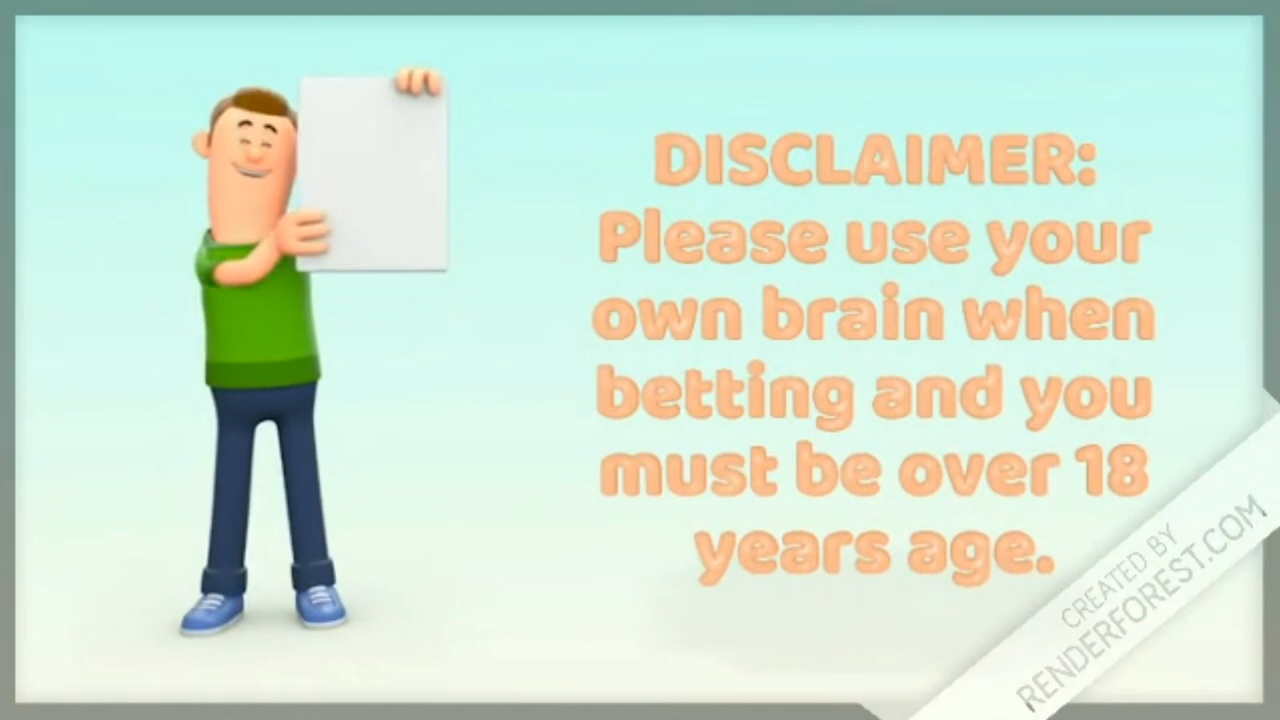 DISCLAIMER:
Please use your
own brain when
betting and you
must be over 18
years age.
CREATED BY
RENDERFOREST.COM